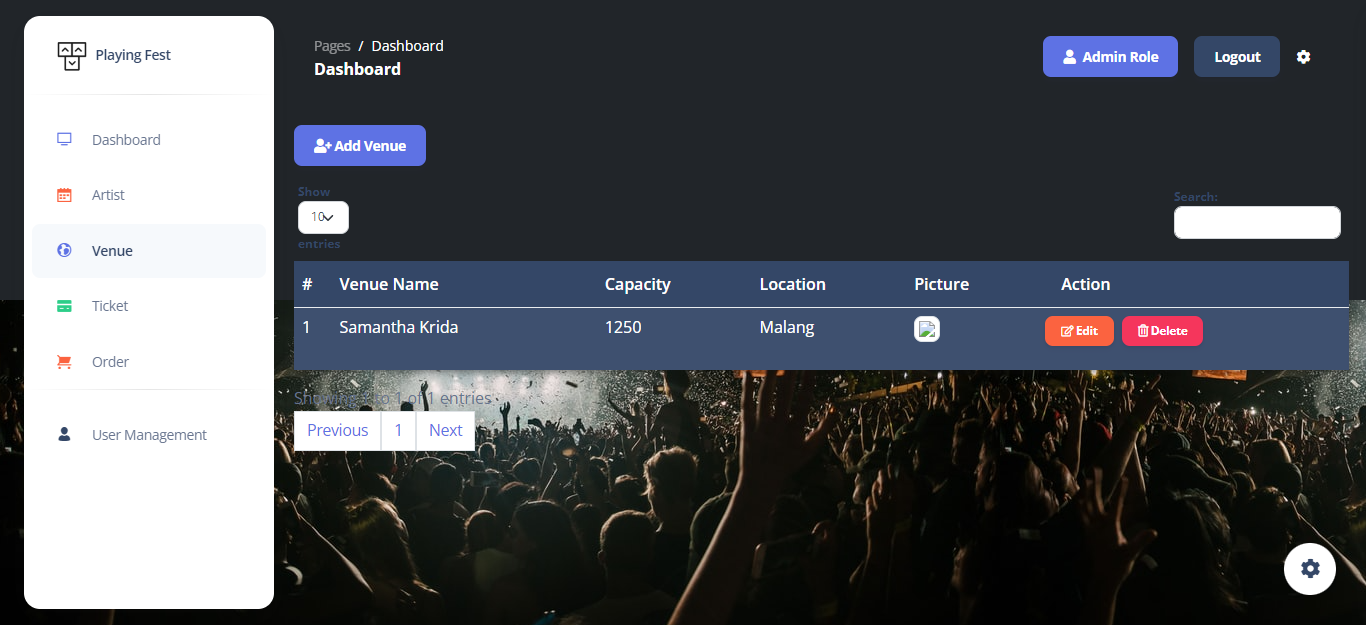 Playing Fest
Dashboard
Artist
Venue
Ticket
Order
User Management
Pages / Dashboard
Dashboard
Admin Role
Logout
Add Venue
Show
10
entries
Search:
# Venue Name Capacity Location Picture Action
1 Samantha Krida 1250 Malang Edit Delete
Showing 1 to 1 of 1 entries
Previous 1 Next